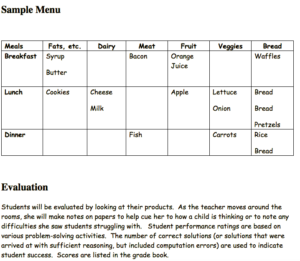 Sample Menu
Meals Fats, etc. Dairy Meat Fruit Veggies Bread
Breakfast Syrup Bacon Orange Waffles
Juice
Butter
Lunch Cookies Cheese Apple Lettuce Bread
Milk Onion Bread
Pretzels
Dinner Fish Carrots Rice
Bread
Evaluation
Students will be evaluated by looking at their products. As the teacher moves around the
rooms, she will make notes on papers to help cue her to how a child is thinking or to note any
difficulties she saw students struggling with. Student performance ratings are based on
various problem-solving activities. The number of correct solutions (or solutions that were
arrived at with sufficient reasoning, but included computation errors) are used to indicate
student success. Scores are listed in the grade book.